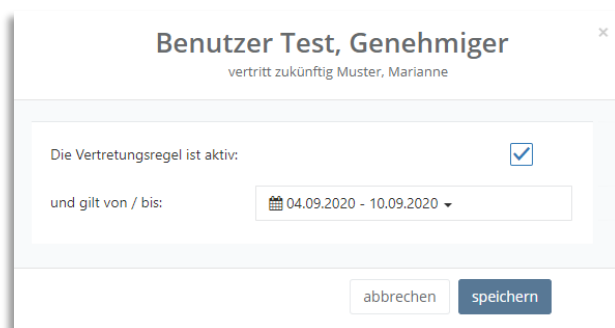 Benutzer Test, Genehmiger
vertritt zukünftig Muster, Marianne
Die Vertretungsregel ist aktiv:
und gilt von / bis:
04.09.2020 - 10.09.2020
abbrechen
speichern